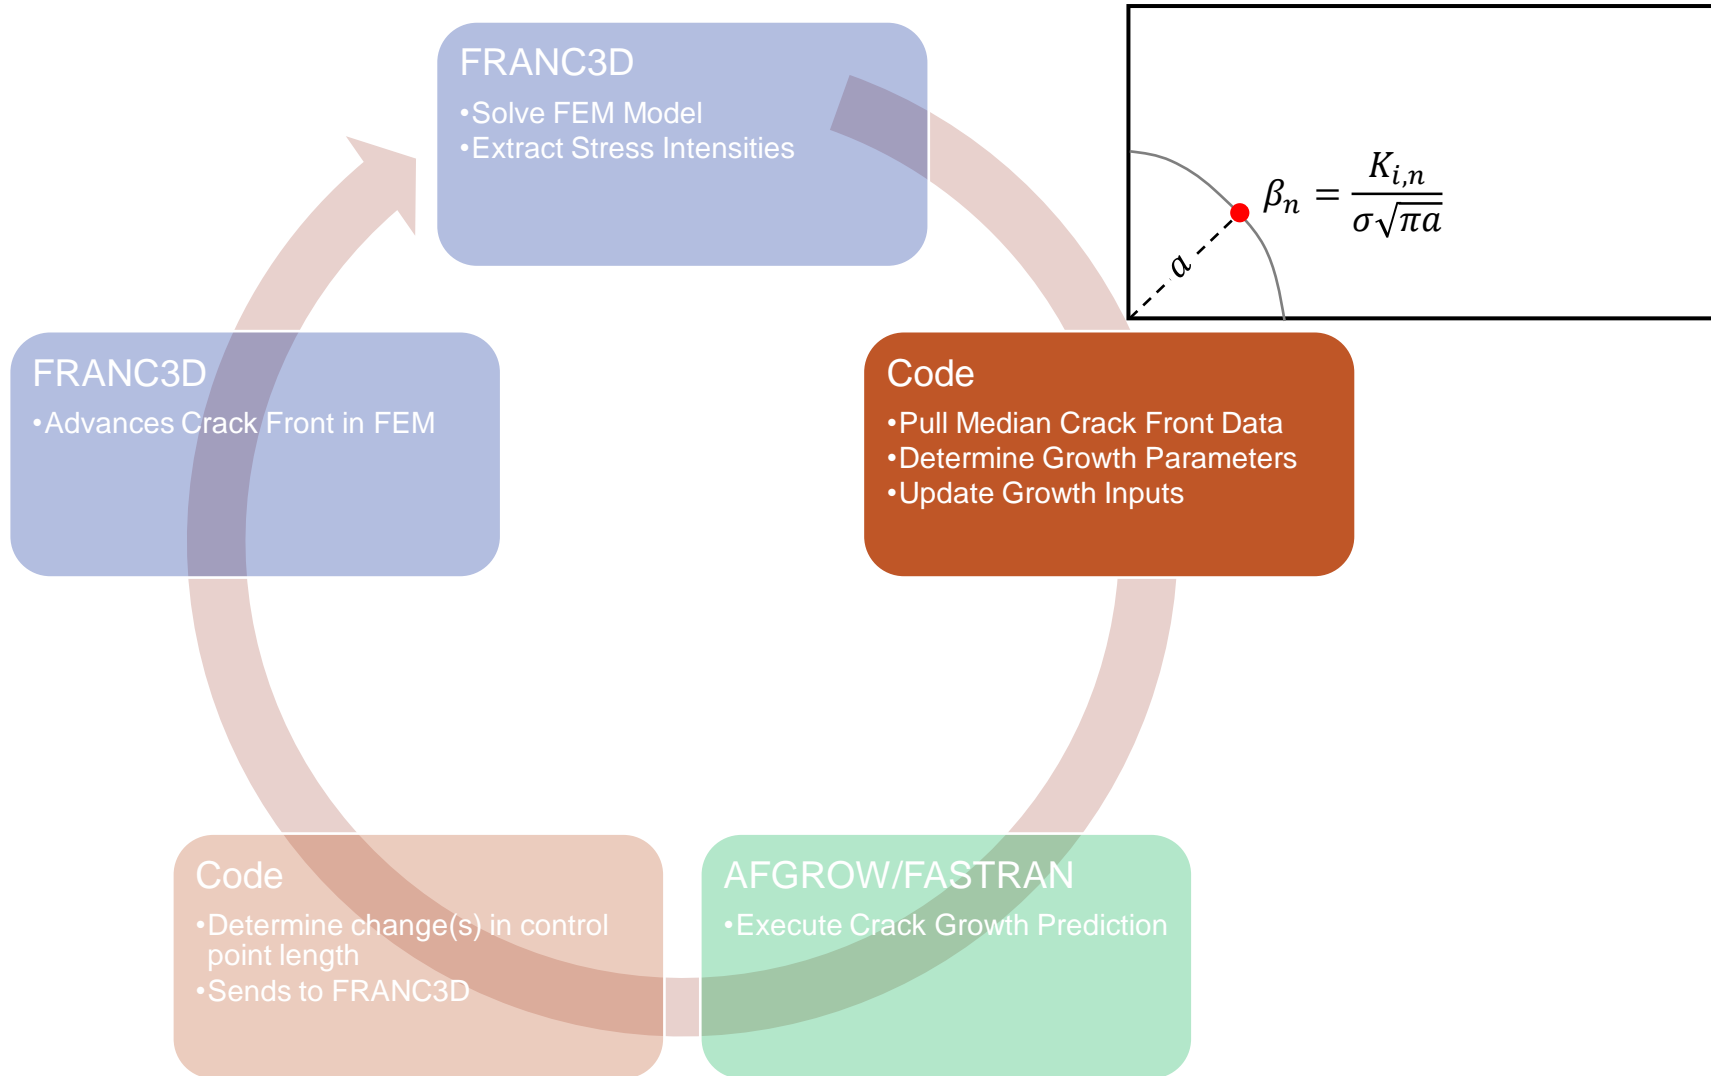 FRANC3D
•Solve FEM Model
•Extract Stress Intensities
β_n = K_{i,n} / σ√πa
a
Code
•Pull Median Crack Front Data
•Determine Growth Parameters
•Update Growth Inputs
AFGROW/FASTRAN
•Execute Crack Growth Prediction
Code
•Determine change(s) in control
point length
•Sends to FRANC3D
FRANC3D
•Advances Crack Front in FEM